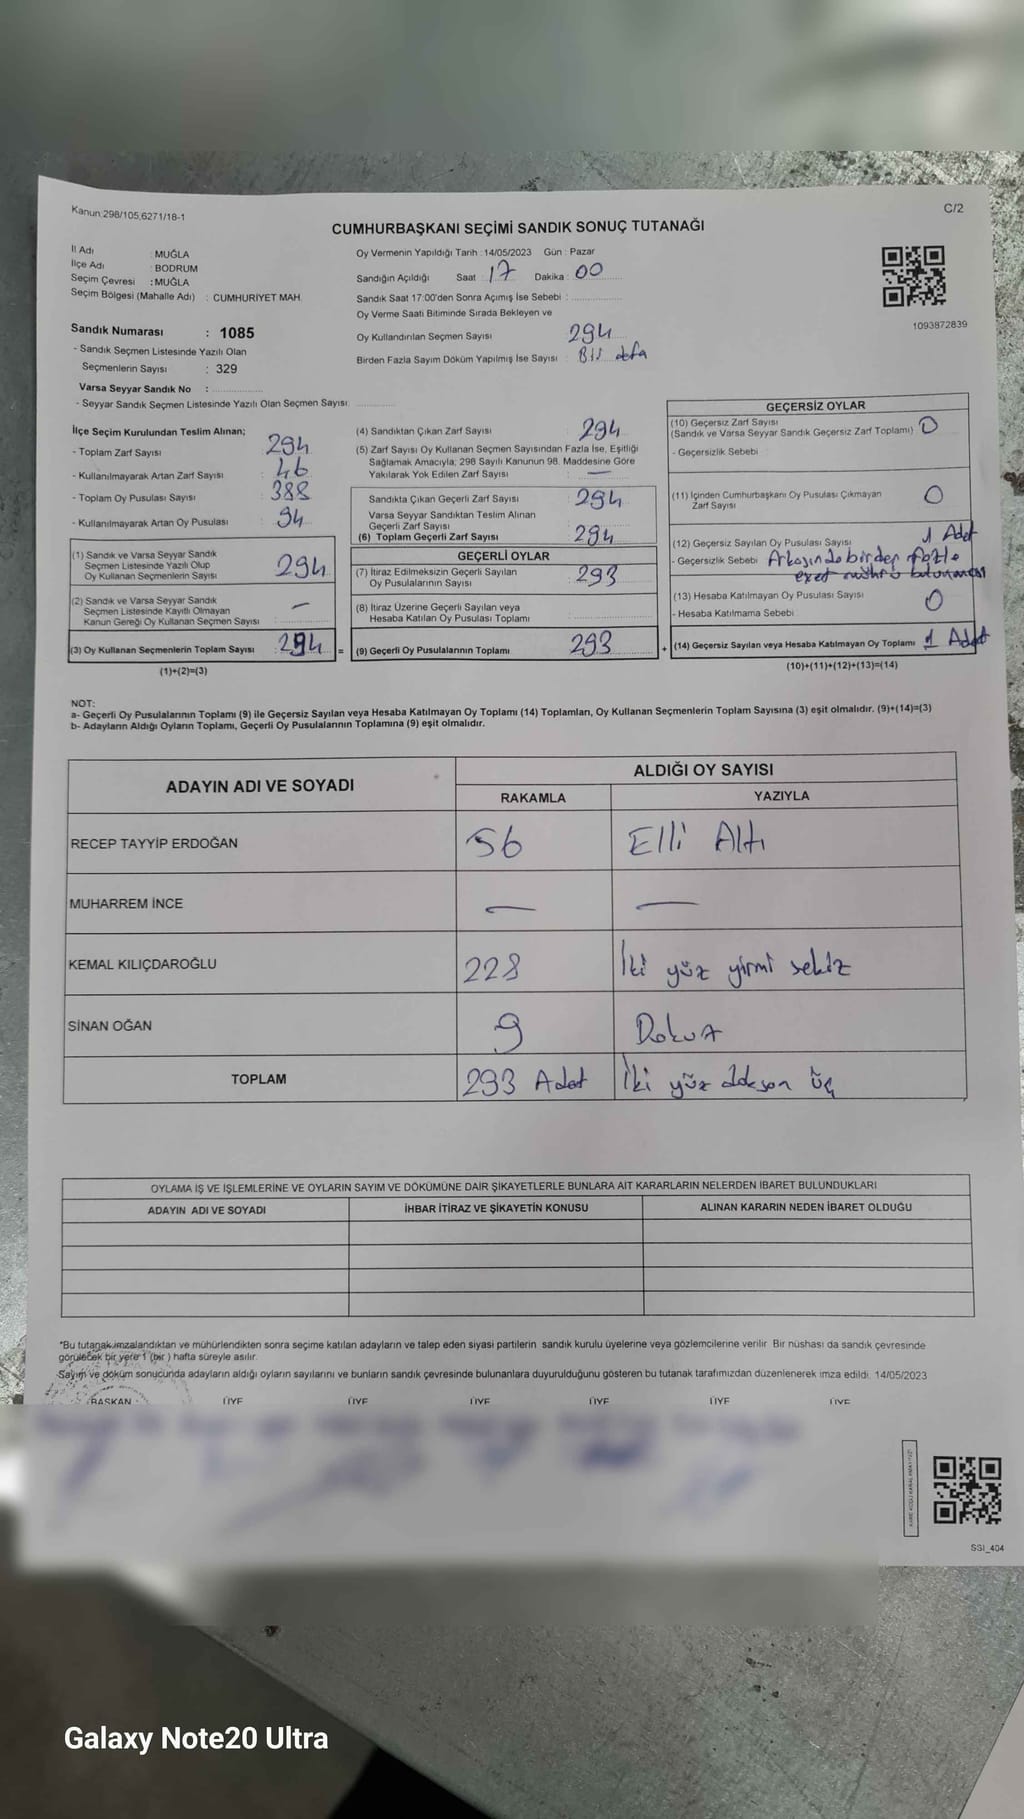 Kanun:298/105,6271/18-1
C/2
CUMHURBAŞKANI SEÇİMİ SANDIK SONUÇ TUTANAĞI
İl Adı : MUĞLA
İlçe Adı : BODRUM
Seçim Çevresi : MUĞLA
Seçim Bölgesi (Mahalle Adı) : CUMHURİYET MAH.
Sandık Numarası : 1085
- Sandık Seçmen Listesinde Yazılı Olan
Seçmenlerin Sayısı : 329
Varsa Seyyar Sandık No :
- Seyyar Sandık Seçmen Listesinde Yazılı Olan Seçmen Sayısı:
Oy Vermenin Yapıldığı Tarih : 14/05/2023 Gün : Pazar
Sandığın Açıldığı Saat : 17 Dakika : 00
Sandık Saat 17:00'den Sonra Açımış İse Sebebi :
Oy Verme Saati Bitiminde Sırada Bekleyen ve
Oy Kullandırılan Seçmen Sayısı 294
Birden Fazla Sayım Döküm Yapılmış İse Sayısı : Bir defa
1093872839
İlçe Seçim Kurulundan Teslim Alınan;
- Toplam Zarf Sayısı : 294
- Kullanılmayarak Artan Zarf Sayısı : 46
- Toplam Oy Pusulası Sayısı : 388
- Kullanılmayarak Artan Oy Pusulası : 94
(1) Sandık ve Varsa Seyyar Sandık
Seçmen Listesinde Yazılı Olup
Oy Kullanan Seçmenlerin Sayısı : 294
(2) Sandık ve Varsa Seyyar Sandık
Seçmen Listesinde Kayıtlı Olmayan
Kanun Gereği Oy Kullanan Seçmen Sayısı : —
(3) Oy Kullanan Seçmenlerin Toplam Sayısı : 294 =
(1)+(2)=(3)
(4) Sandıktan Çıkan Zarf Sayısı : 294
(5) Zarf Sayısı Oy Kullanan Seçmen Sayısından Fazla İse, Eşitliği
Sağlamak Amacıyla; 298 Sayılı Kanunun 98. Maddesine Göre
Yakılarak Yok Edilen Zarf Sayısı : —
Sandıkta Çıkan Geçerli Zarf Sayısı : 294
Varsa Seyyar Sandıktan Teslim Alınan
Geçerli Zarf Sayısı :
(6) Toplam Geçerli Zarf Sayısı : 294
GEÇERLİ OYLAR
(7) İtiraz Edilmeksizin Geçerli Sayılan
Oy Pusulalarının Sayısı : 293
(8) İtiraz Üzerine Geçerli Sayılan veya
Hesaba Katılan Oy Pusulası Toplamı :
(9) Geçerli Oy Pusulalarının Toplamı : 293 +
GEÇERSİZ OYLAR
(10) Geçersiz Zarf Sayısı
(Sandık ve Varsa Seyyar Sandık Geçersiz Zarf Toplamı) : 0
- Geçersizlik Sebebi
(11) İçinden Cumhurbaşkanı Oy Pusulası Çıkmayan
Zarf Sayısı 0
(12) Geçersiz Sayılan Oy Pusulası Sayısı 1 Adet
- Geçersizlik Sebebi Arkasında birden fazla
evet mührü bulunması
(13) Hesaba Katılmayan Oy Pusulası Sayısı 0
- Hesaba Katılmama Sebebi
(14) Geçersiz Sayılan veya Hesaba Katılmayan Oy Toplamı 1 Adet
(10)+(11)+(12)+(13)=(14)
NOT:
a- Geçerli Oy Pusulalarının Toplamı (9) ile Geçersiz Sayılan veya Hesaba Katılmayan Oy Toplamı (14) Toplamları, Oy Kullanan Seçmenlerin Toplam Sayısına (3) eşit olmalıdır. (9)+(14)=(3)
b- Adayların Aldığı Oyların Toplamı, Geçerli Oy Pusulalarının Toplamına (9) eşit olmalıdır.
ADAYIN ADI VE SOYADI
ALDIĞI OY SAYISI
RAKAMLA YAZIYLA
RECEP TAYYİP ERDOĞAN 56 Elli Altı
MUHARREM İNCE — —
KEMAL KILIÇDAROĞLU 228 İki yüz yirmi sekiz
SİNAN OĞAN 9 Dokuz
TOPLAM 293 Adet İki yüz doksan üç
OYLAMA İŞ VE İŞLEMLERİNE VE OYLARIN SAYIM VE DÖKÜMÜNE DAİR ŞİKAYETLERLE BUNLARA AİT KARARLARIN NELERDEN İBARET BULUNDUKLARI
ADAYIN ADI VE SOYADI İHBAR İTİRAZ VE ŞİKAYETİN KONUSU ALINAN KARARIN NEDEN İBARET OLDUĞU
*Bu tutanak imzalandıktan ve mühürlendikten sonra seçime katılan adayların ve talep eden siyasi partilerin sandık kurulu üyelerine veya gözlemcilerine verilir. Bir nüshası da sandık çevresinde
görülecek bir yere 1 (bir ) hafta süreyle asılır.
-Sayım ve döküm sonucunda adayların aldığı oyların sayılarını ve bunların sandık çevresinde bulunanlara duyurulduğunu gösteren bu tutanak tarafımızdan düzenlenerek imza edildi. 14/05/2023
BAŞKAN ÜYE ÜYE ÜYE ÜYE ÜYE ÜYE
SSI_404
Galaxy Note20 Ultra